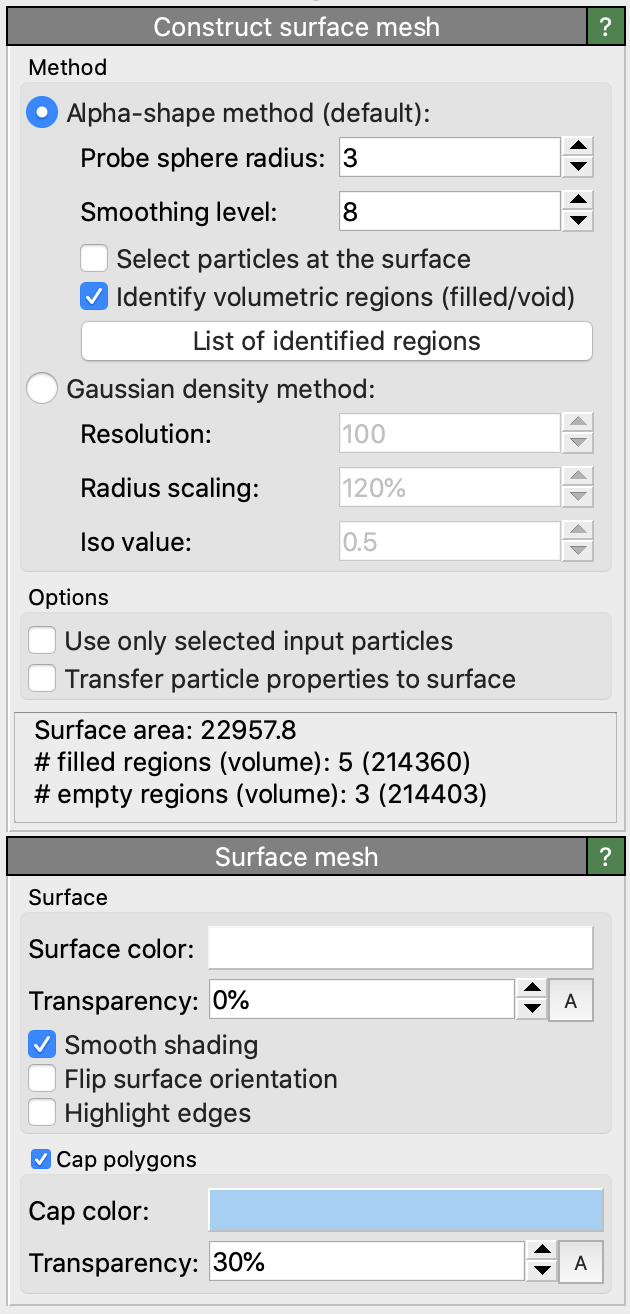 Construct surface mesh ?
Method
Alpha-shape method (default):
Probe sphere radius: 3
Smoothing level: 8
Select particles at the surface
Identify volumetric regions (filled/void)
List of identified regions
Gaussian density method:
Resolution: 100
Radius scaling: 120%
Iso value: 0.5
Options
Use only selected input particles
Transfer particle properties to surface
Surface area: 22957.8
# filled regions (volume): 5 (214360)
# empty regions (volume): 3 (214403)
Surface mesh ?
Surface
Surface color:
Transparency: 0% A
Smooth shading
Flip surface orientation
Highlight edges
Cap polygons
Cap color:
Transparency: 30% A